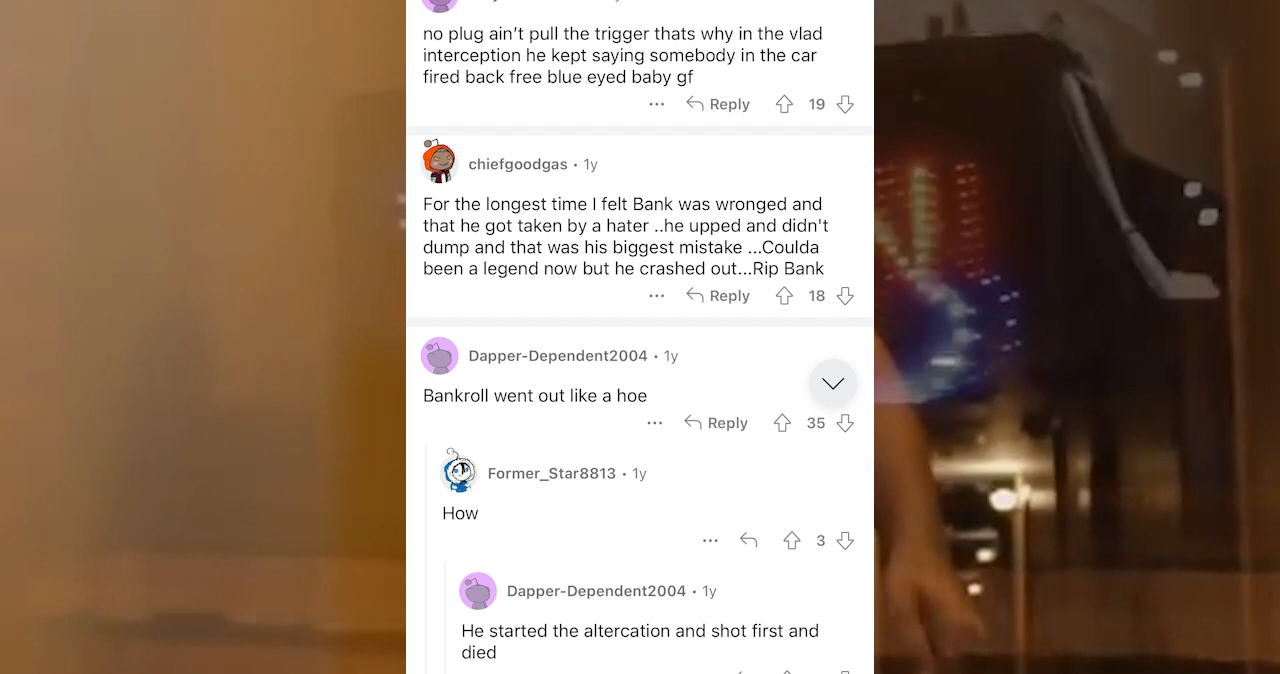 no plug ain’t pull the trigger thats why in the vlad
interception he kept saying somebody in the car
fired back free blue eyed baby gf
... Reply 19
chiefgoodgas • 1y
For the longest time I felt Bank was wronged and
that he got taken by a hater ..he upped and didn't
dump and that was his biggest mistake ...Coulda
been a legend now but he crashed out...Rip Bank
... Reply 18
Dapper-Dependent2004 • 1y
Bankroll went out like a hoe
... Reply 35
Former_Star8813 • 1y
How
... 3
Dapper-Dependent2004 • 1y
He started the altercation and shot first and
died